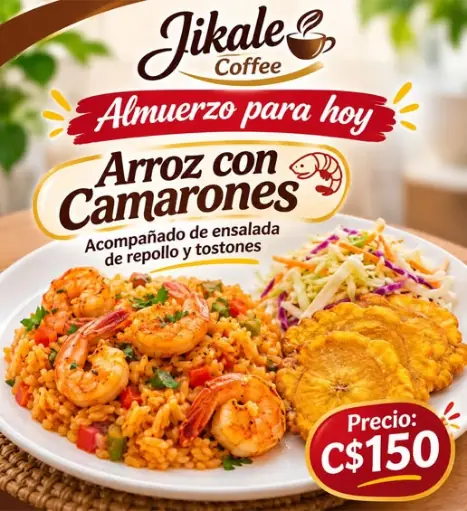 Jikale
Coffee
Almuerzo para hoy
Arroz con
Camarones
Acompañado de ensalada
de repollo y tostones
Precio:
C$150